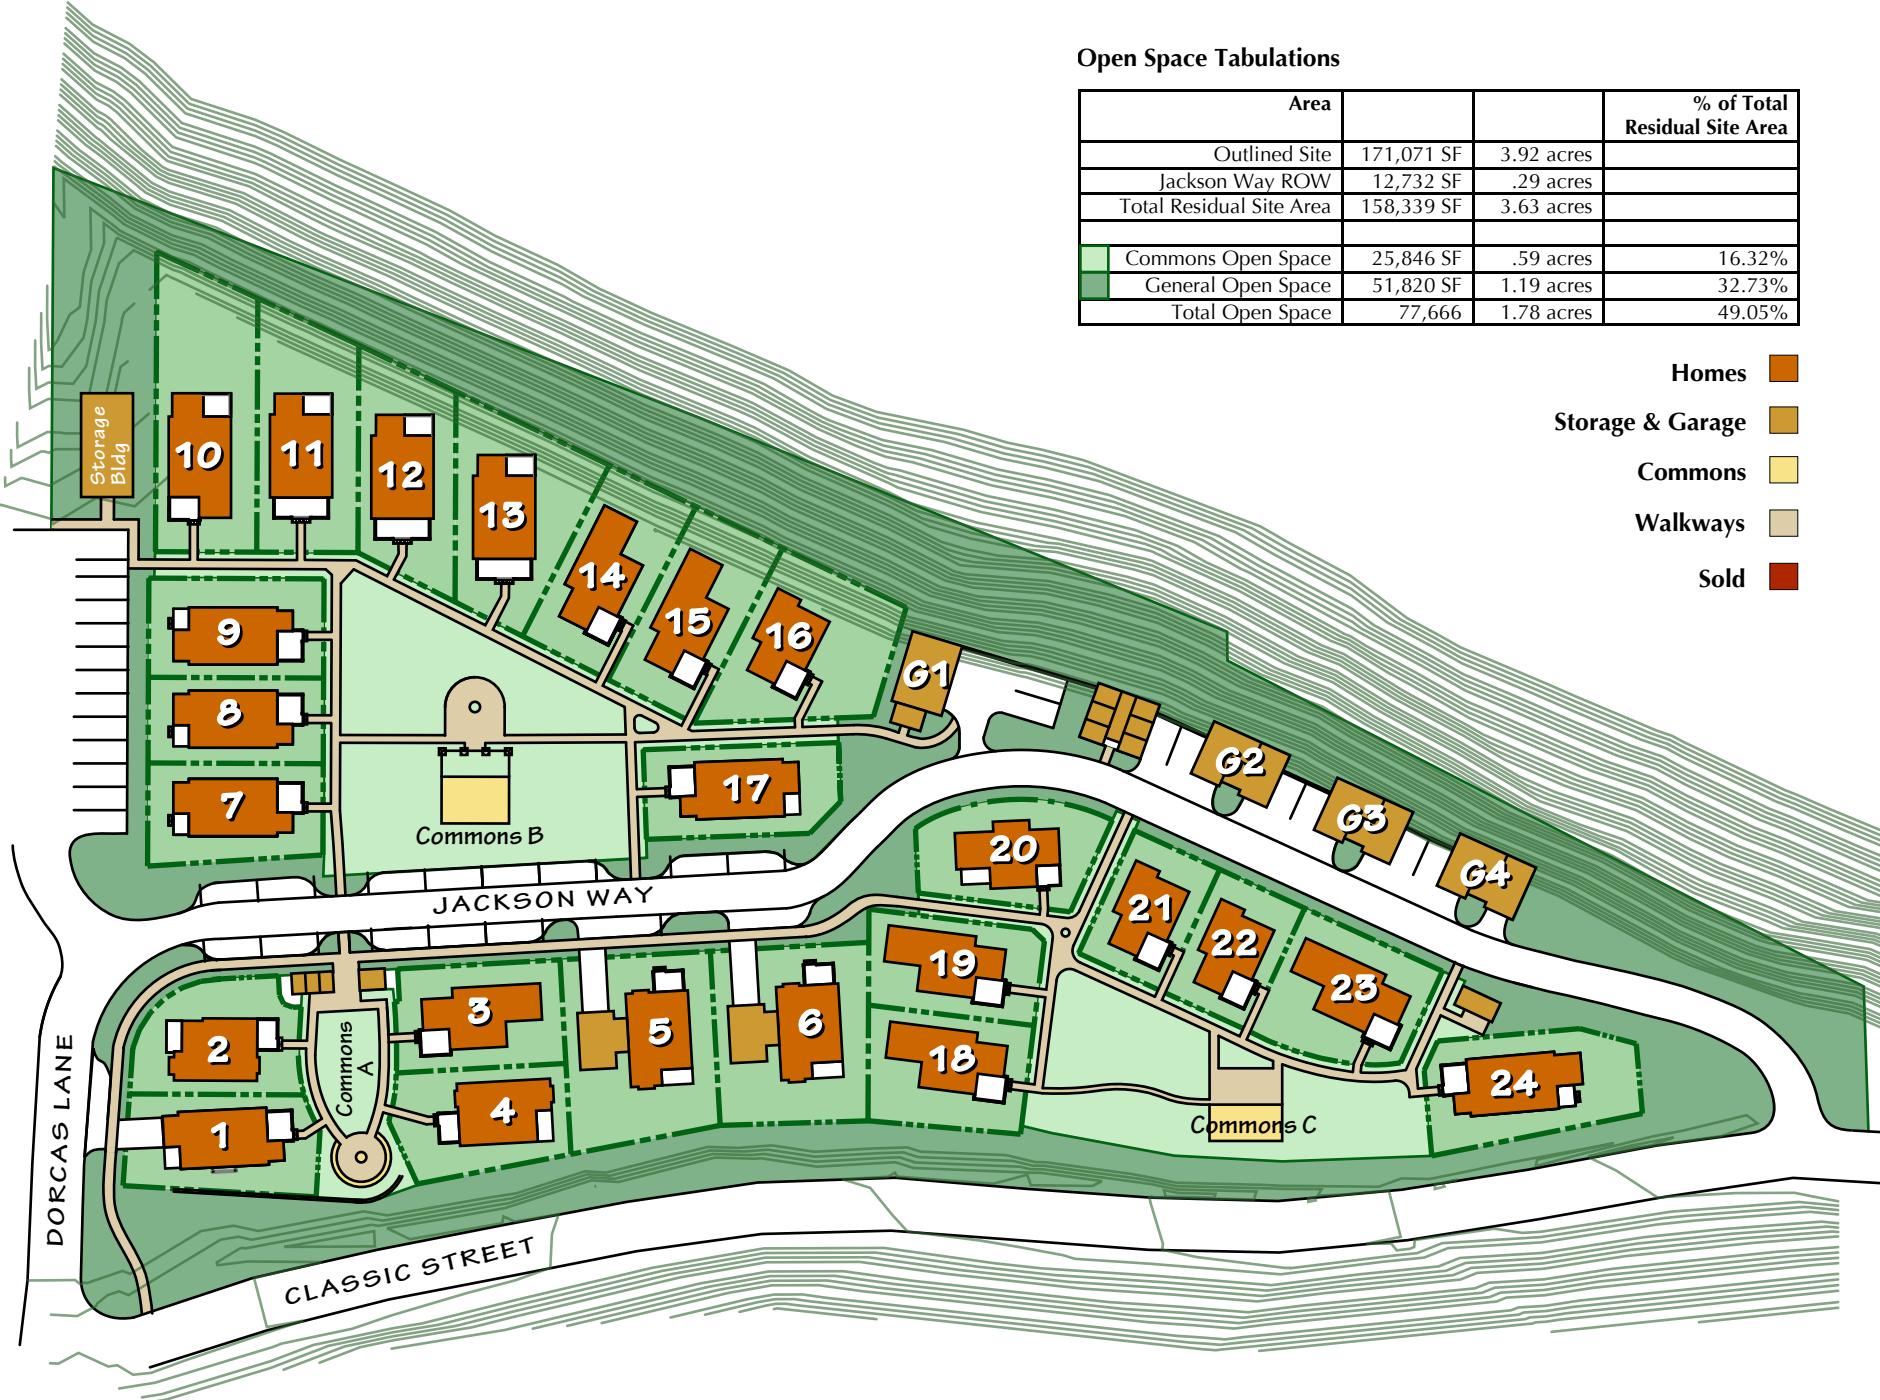 Open Space Tabulations
Area
% of Total
Residual Site Area
Outlined Site 171,071 SF 3.92 acres
Jackson Way ROW 12,732 SF .29 acres
Total Residual Site Area 158,339 SF 3.63 acres
Commons Open Space 25,846 SF .59 acres 16.32%
General Open Space 51,820 SF 1.19 acres 32.73%
Total Open Space 77,666 1.78 acres 49.05%
Homes
Storage & Garage
Commons
Walkways
Sold
Storage
Bldg
10
11
12
13
14
15
16
G1
9
8
7
17
G2
G3
G4
Commons B
JACKSON WAY
20
21
22
23
19
18
24
3
2
5
6
4
1
Commons
A
Commons C
DORCAS LANE
CLASSIC STREET